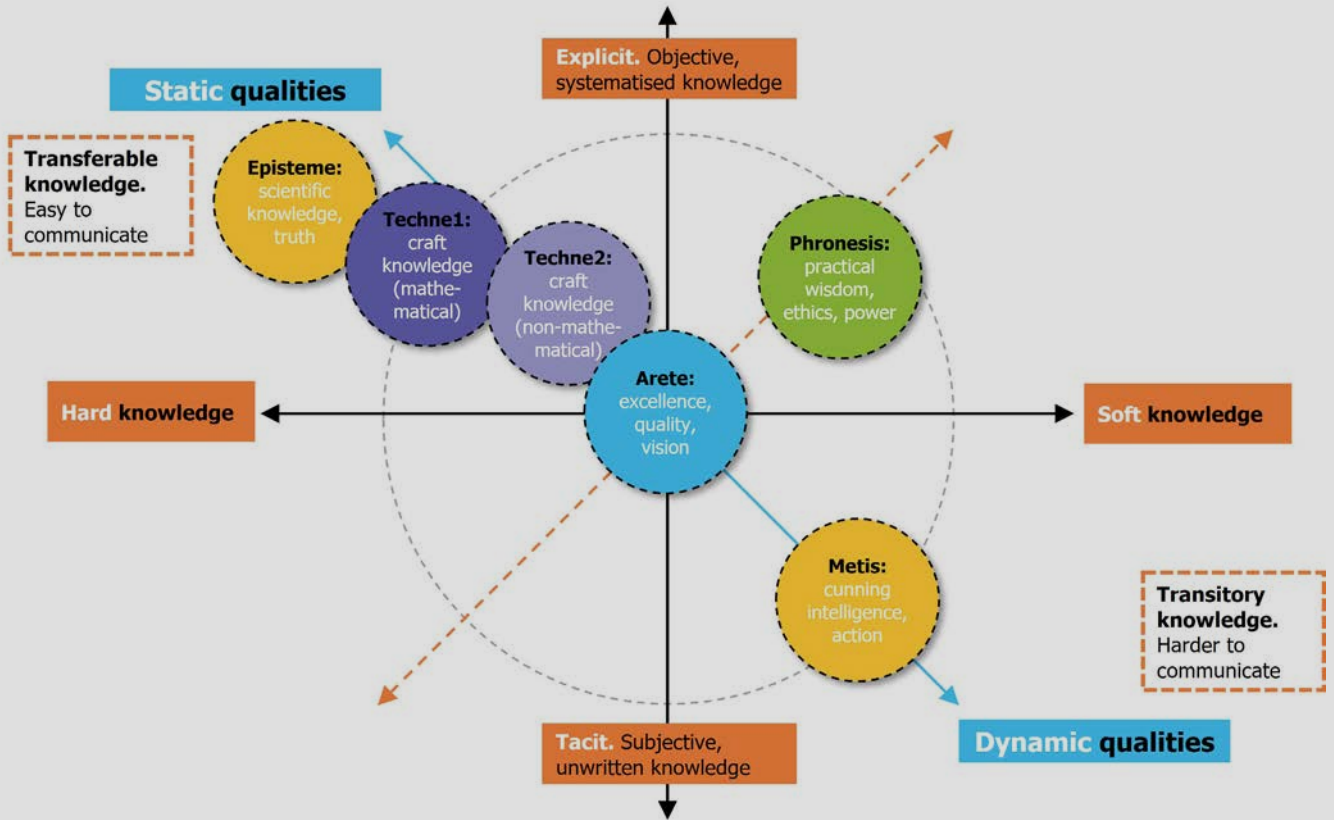 Explicit. Objective,
systematised knowledge
Static qualities
Transferable
knowledge.
Easy to
communicate
Episteme:
scientific
knowledge,
truth
Techne1:
craft
knowledge
(mathe-
matical)
Techne2:
craft
knowledge
(non-mathe-
matical)
Phronesis:
practical
wisdom,
ethics, power
Arete:
excellence,
quality,
vision
Hard knowledge
Soft knowledge
Metis:
cunning
intelligence,
action
Transitory
knowledge.
Harder to
communicate
Tacit. Subjective,
unwritten knowledge
Dynamic qualities